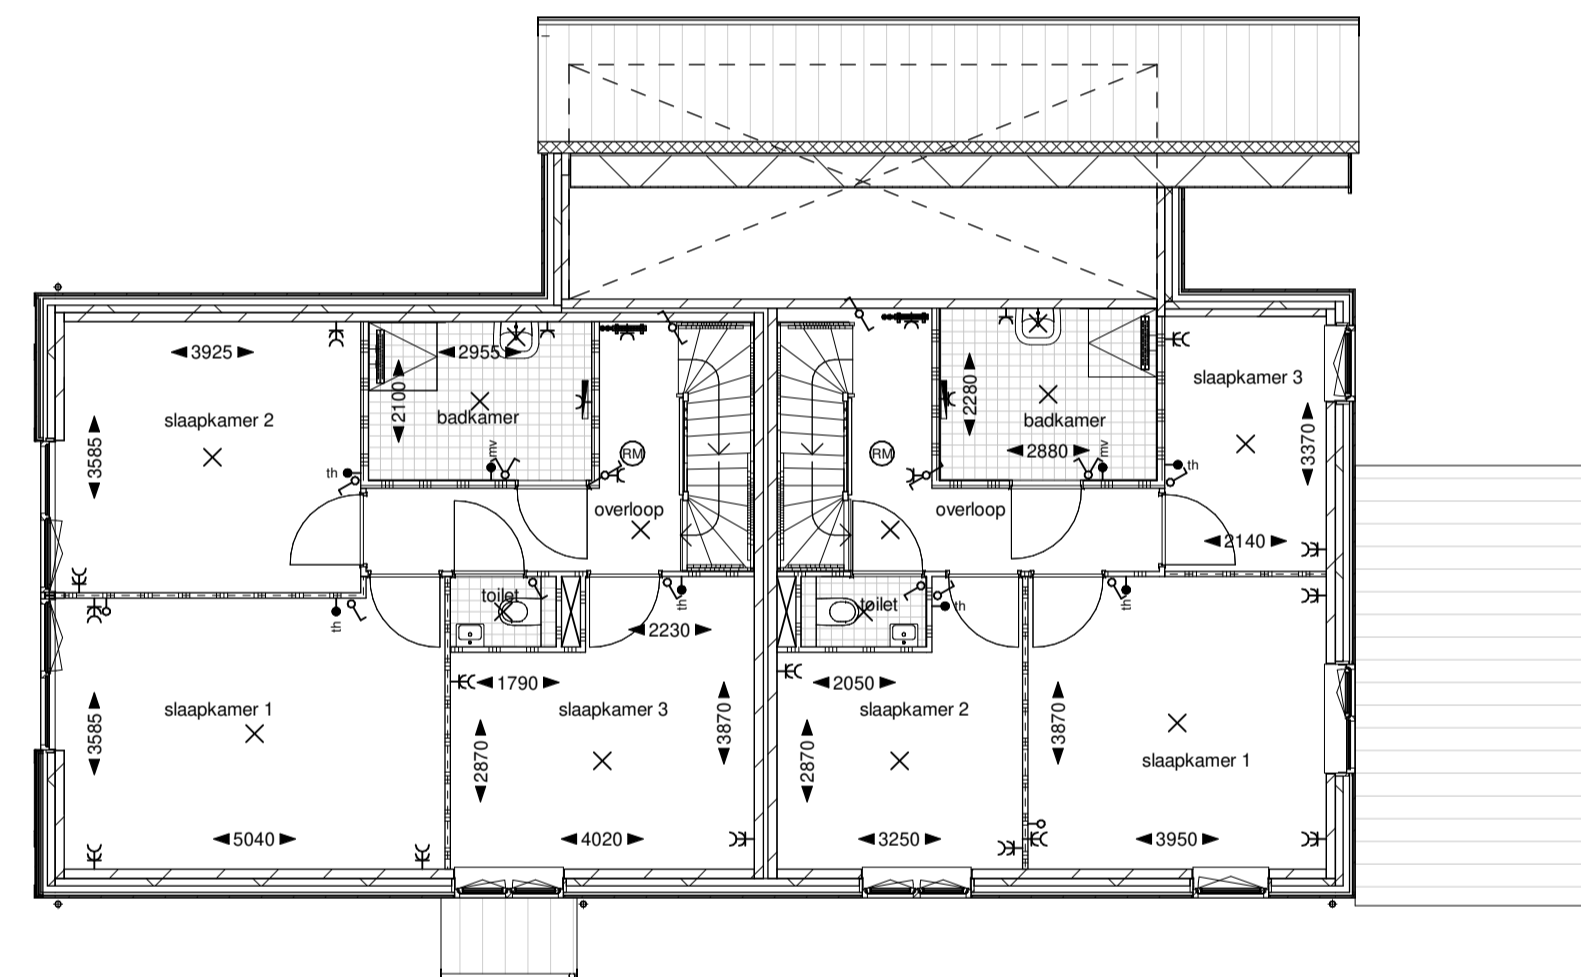 3925
2955
2100
badkamer
slaapkamer 2
3585
th
mv
RM
overloop
RM
overloop
2280
badkamer
2880
mv
slaapkamer 3
3370
th
2140
th
toilet
th
2230
toilet
th
th
1790
2050
slaapkamer 1
3585
slaapkamer 3
2870
3870
slaapkamer 2
2870
3870
slaapkamer 1
5040
4020
3250
3950